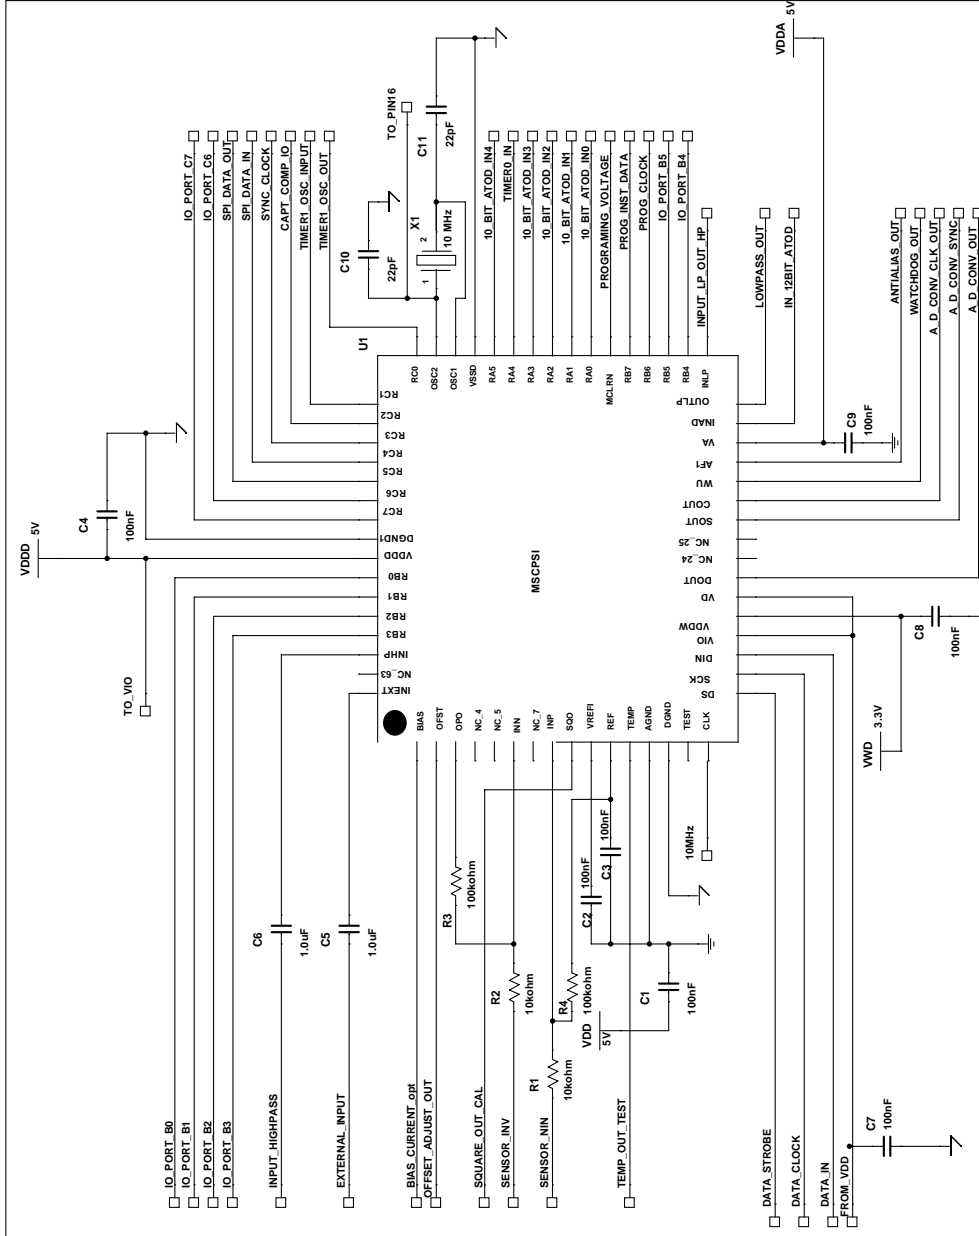 VDDD
5V
C4
100nF
TO_VIO
IO_PORT_C7
IO_PORT_C6
SPI_DATA_OUT
SPI_DATA_IN
SYNC_CLOCK
CAPT_COMP_IO
TIMER1_OSC_INPUT
TIMER1_OSC_OUT
TO_PIN16
C10
22pF
C11
22pF
X1
1
2
10 MHz
VDDA
5V
10_BIT_ATOD_IN4
TIMER0_IN
10_BIT_ATOD_IN3
10_BIT_ATOD_IN2
10_BIT_ATOD_IN1
10_BIT_ATOD_IN0
PROGRAMING_VOLTAGE
PROG_INST_DATA
PROG_CLOCK
IO_PORT_B5
IO_PORT_B4
INPUT_LP_OUT_HP
LOWPASS_OUT
IN_12BIT_ATOD
ANTIALIAS_OUT
WATCHDOG_OUT
A_D_CONV_CLK_OUT
A_D_CONV_SYNC
A_D_CONV_OUT
U1
RC0
OSC2
OSC1
VSSD
RA5
RA4
RA3
RA2
RA1
RA0
MCLRN
RB7
RB6
RB5
RB4
INLP
RC1
RC2
RC3
RC4
RC5
RC6
RC7
DGND1
VDDD
RB0
RB1
RB2
RB3
INHP
NC_63
INEXT
MSCPSI
OUTLP
INAD
VA
AF1
WU
COUT
SOUT
NC_25
NC_24
DOUT
VD
VDDW
VIO
DIN
SCK
DS
BIAS
OFST
OPO
NC_4
NC_5
INN
NC_7
INP
SQO
VREFI
REF
TEMP
AGND
DGND
TEST
CLK
C9
100nF
C8
100nF
VWD
3.3V
10MHz
C6
1.0uF
C5
1.0uF
R3
100kohm
R2
10kohm
R4
100kohm
R1
10kohm
C2
100nF
C3
100nF
C1
100nF
VDD
5V
C7
100nF
IO_PORT_B0
IO_PORT_B1
IO_PORT_B2
IO_PORT_B3
INPUT_HIGHPASS
EXTERNAL_INPUT
BIAS_CURRENT_opt
OFFSET_ADJUST_OUT
SQUARE_OUT_CAL
SENSOR_INV
SENSOR_NIN
TEMP_OUT_TEST
DATA_STROBE
DATA_CLOCK
DATA_IN
FROM_VDD